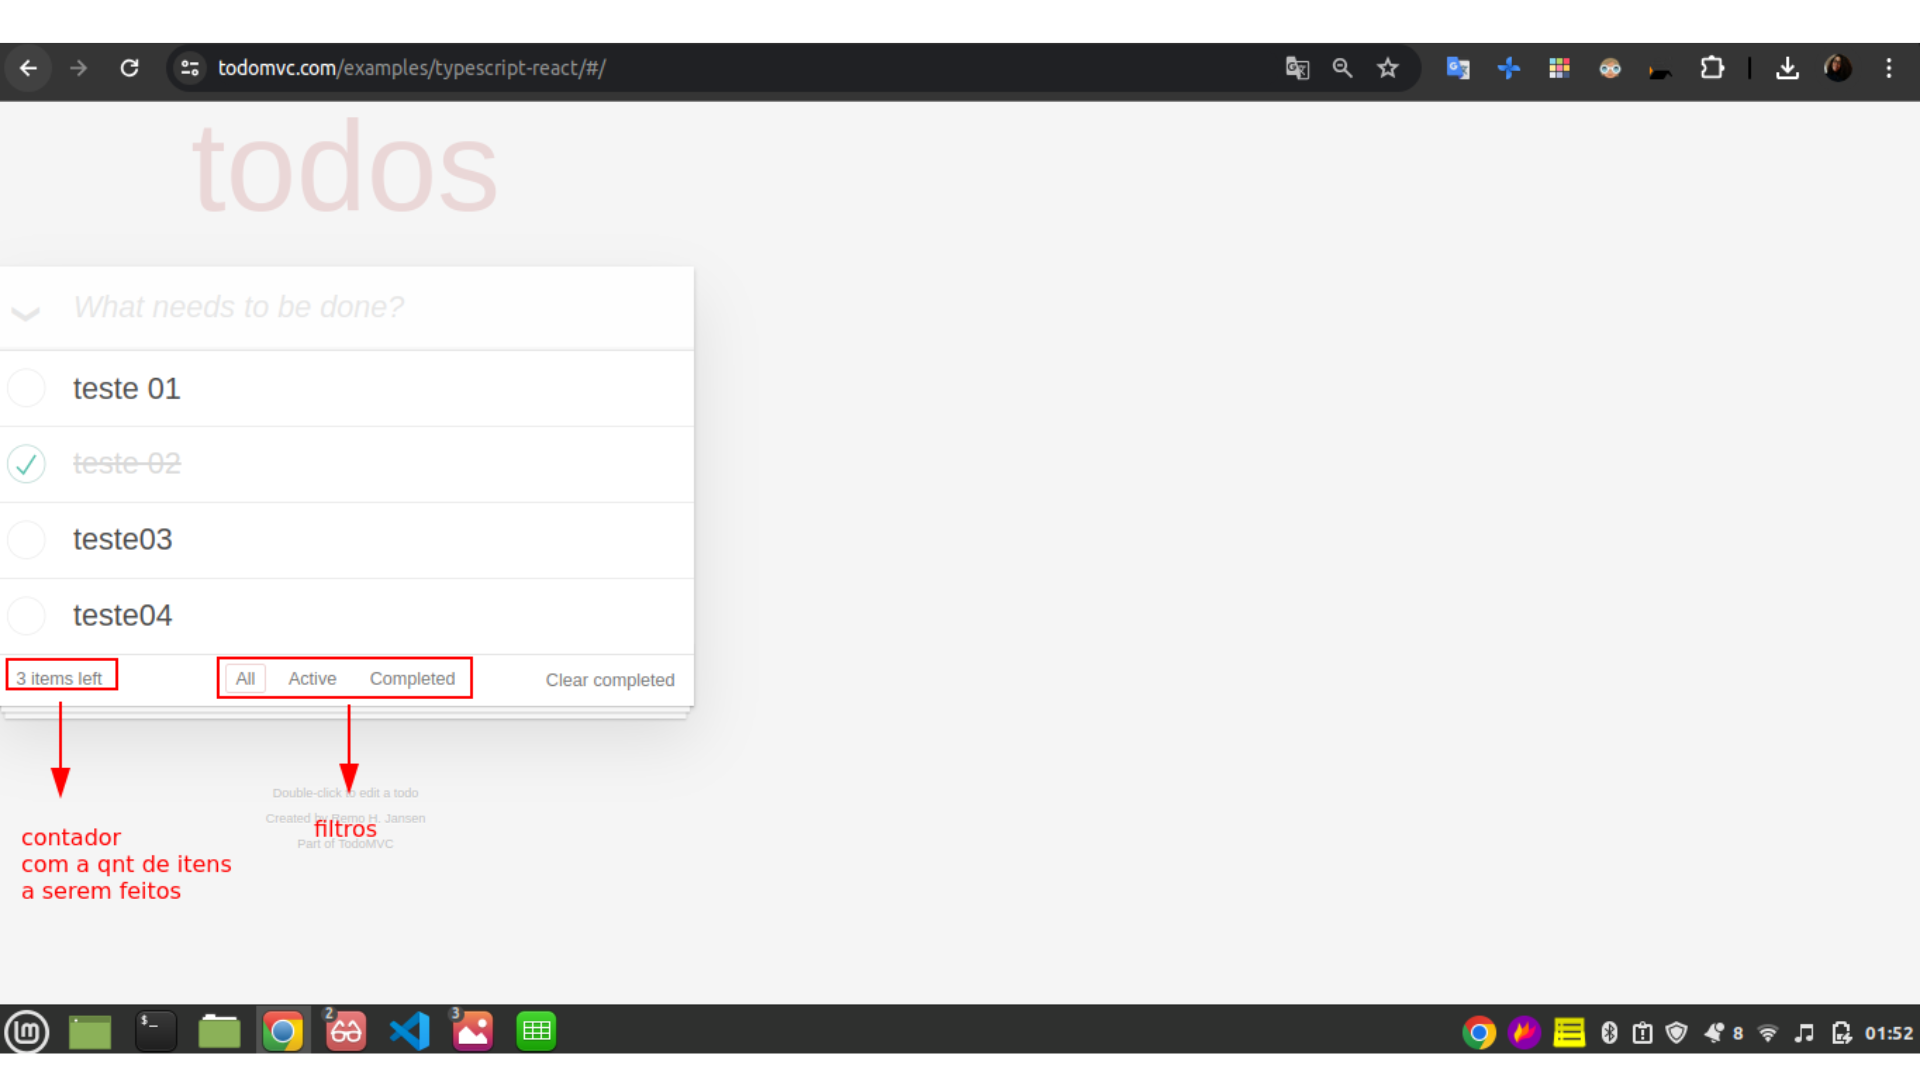 todomvc.com/examples/typescript-react/#/
todos
What needs to be done?
teste 01
teste 02
teste03
teste04
3 items left
All
Active
Completed
Clear completed
Double-click to edit a todo
Created by Remo H. Jansen
Part of TodoMVC
filtros
contador
com a qnt de itens
a serem feitos
$_
2
3
8
01:52